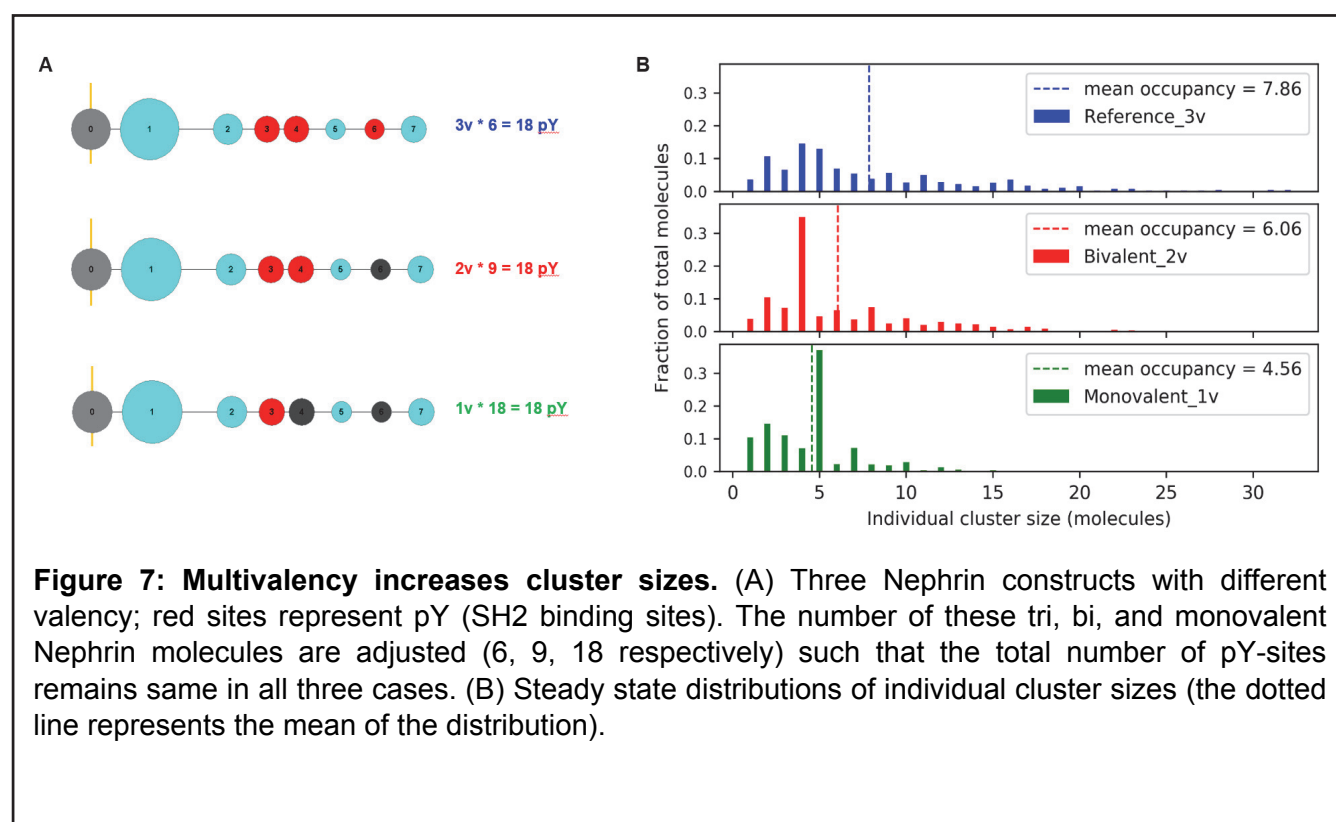 A
0 1 2 3 4 5 6 7
3v * 6 = 18 pY
0 1 2 3 4 5 6 7
2v * 9 = 18 pY
0 1 2 3 4 5 6 7
1v * 18 = 18 pY
B
Fraction of total molecules
0.3
0.2
0.1
0.0
mean occupancy = 7.86
Reference_3v
0.3
0.2
0.1
0.0
mean occupancy = 6.06
Bivalent_2v
0.3
0.2
0.1
0.0
mean occupancy = 4.56
Monovalent_1v
0 5 10 15 20 25 30
Individual cluster size (molecules)
Figure 7: Multivalency increases cluster sizes. (A) Three Nephrin constructs with different
valency; red sites represent pY (SH2 binding sites). The number of these tri, bi, and monovalent
Nephrin molecules are adjusted (6, 9, 18 respectively) such that the total number of pY-sites
remains same in all three cases. (B) Steady state distributions of individual cluster sizes (the dotted
line represents the mean of the distribution).